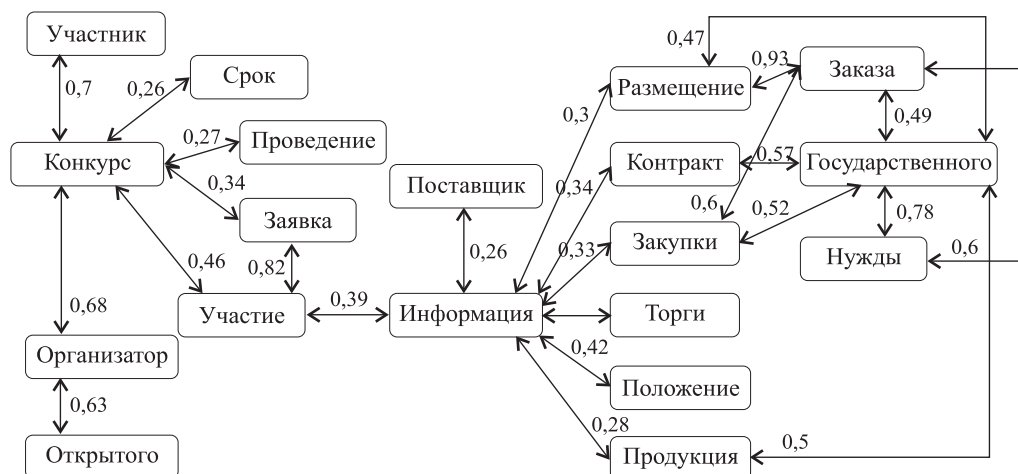 Участник
0,7
Срок
0,26
Проведение
0,27
Конкурс
0,34
Заявка
0,46
0,82
0,68
Участие
0,39
Организатор
0,63
Открытого
Поставщик
0,26
Информация
0,47
Размещение
0,93
Заказа
0,3
0,49
Контракт
0,57
Государственного
0,34
0,6
0,52
0,78
Закупки
0,33
Нужды
0,6
Торги
0,42
Положение
0,28
Продукция
0,5